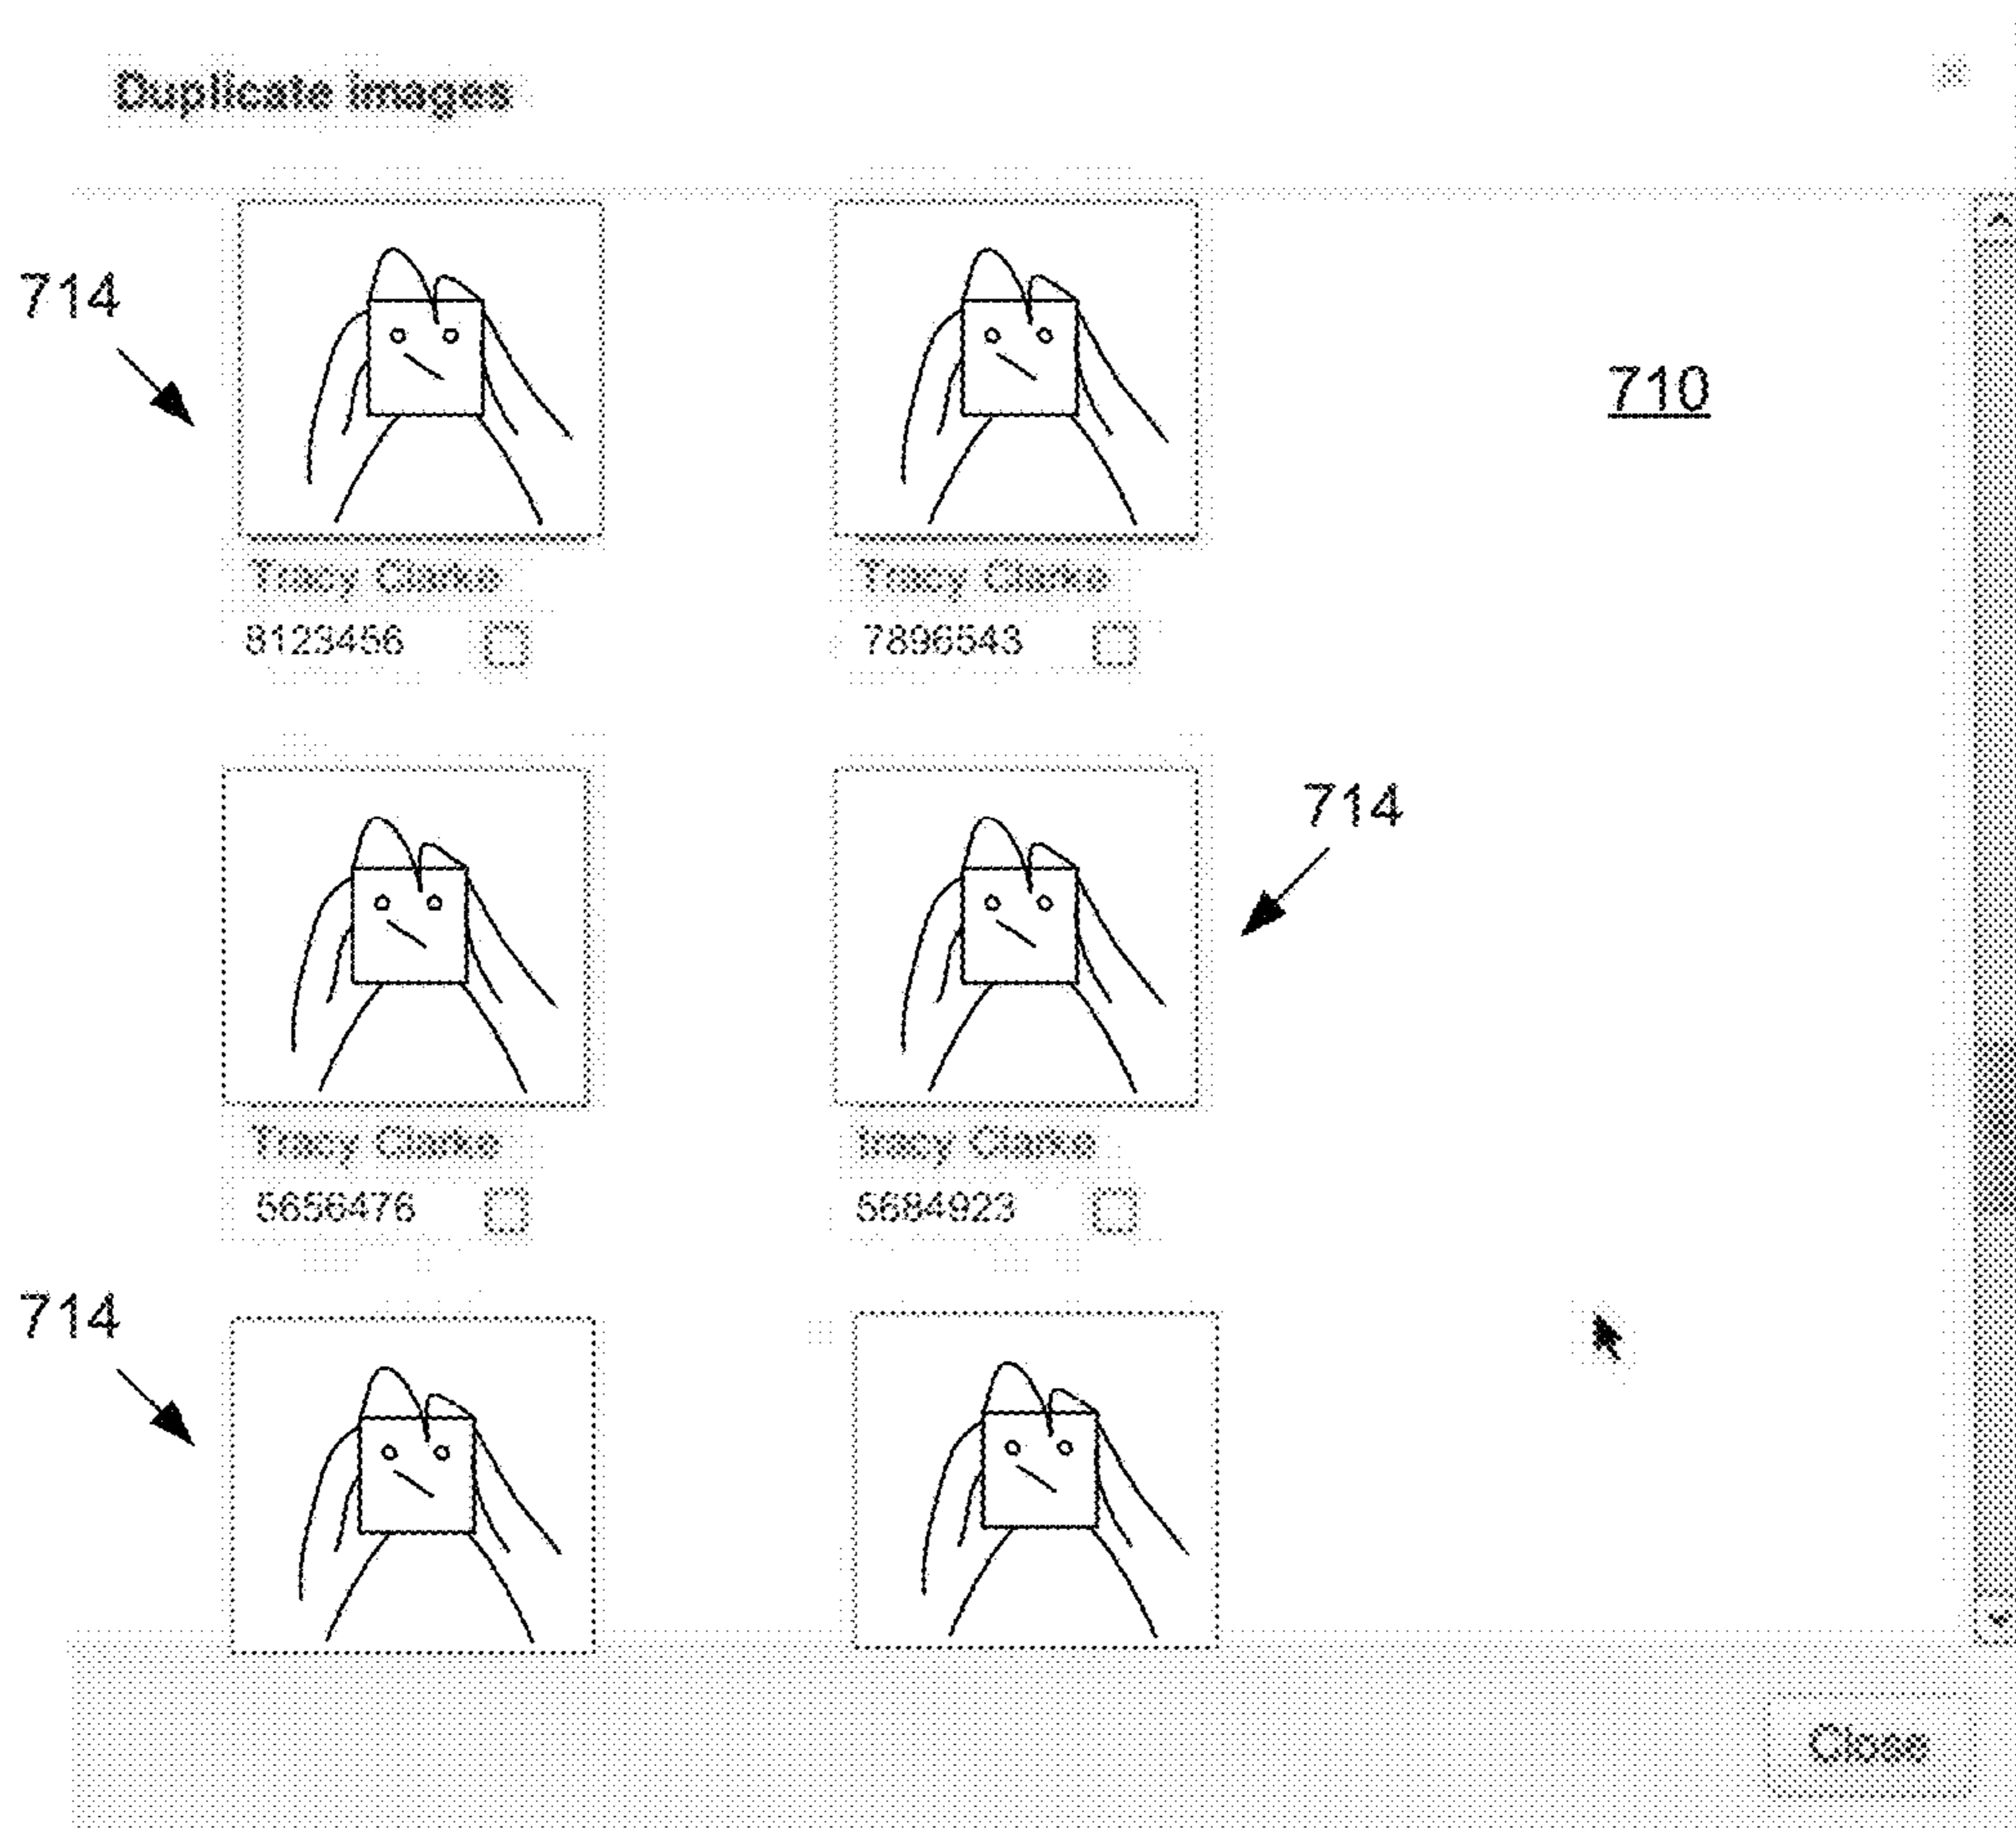 Duplicate images
714
710
Tracy Clarke Tracy Clarke
8123456 7896543
714
Tracy Clarke tracy Clarke
5656476 5684923
714
Close